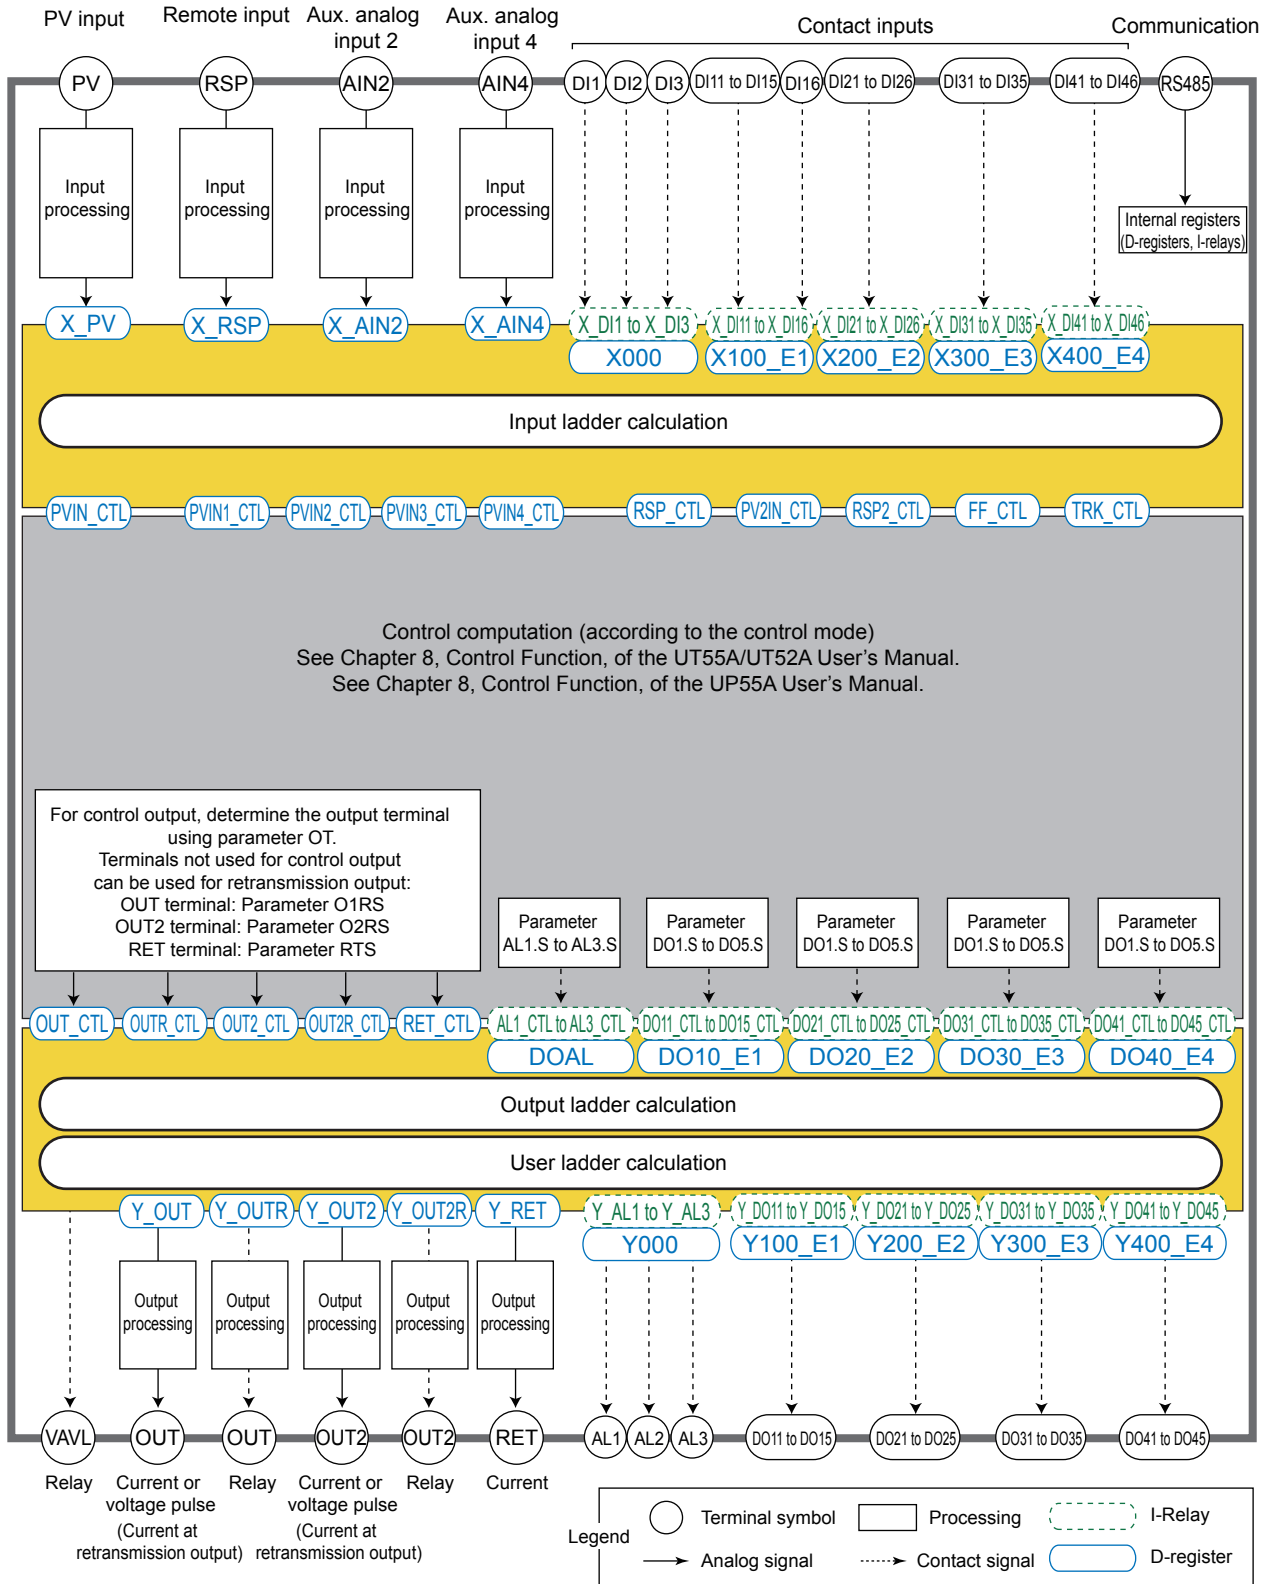 PV input
Remote input
Aux. analog
input 2
Aux. analog
input 4
Contact inputs
Communication
PV
RSP
AIN2
AIN4
DI1
DI2
DI3
DI11 to DI15
DI16
DI21 to DI26
DI31 to DI35
DI41 to DI46
RS485
Input
processing
Input
processing
Input
processing
Input
processing
Internal registers
(D-registers, I-relays)
X_PV
X_RSP
X_AIN2
X_AIN4
X_DI1 to X_DI3
X_DI11 to X_DI16
X_DI21 to X_DI26
X_DI31 to X_DI35
X_DI41 to X_DI46
X000
X100_E1
X200_E2
X300_E3
X400_E4
Input ladder calculation
PVIN_CTL
PVIN1_CTL
PVIN2_CTL
PVIN3_CTL
PVIN4_CTL
RSP_CTL
PV2IN_CTL
RSP2_CTL
FF_CTL
TRK_CTL
Control computation (according to the control mode)
See Chapter 8, Control Function, of the UT55A/UT52A User's Manual.
See Chapter 8, Control Function, of the UP55A User's Manual.
For control output, determine the output terminal
using parameter OT.
Terminals not used for control output
can be used for retransmission output:
OUT terminal: Parameter O1RS
OUT2 terminal: Parameter O2RS
RET terminal: Parameter RTS
Parameter
AL1.S to AL3.S
Parameter
DO1.S to DO5.S
Parameter
DO1.S to DO5.S
Parameter
DO1.S to DO5.S
Parameter
DO1.S to DO5.S
OUT_CTL
OUTR_CTL
OUT2_CTL
OUT2R_CTL
RET_CTL
AL1_CTL to AL3_CTL
DO11_CTL to DO15_CTL
DO21_CTL to DO25_CTL
DO31_CTL to DO35_CTL
DO41_CTL to DO45_CTL
DOAL
DO10_E1
DO20_E2
DO30_E3
DO40_E4
Output ladder calculation
User ladder calculation
Y_OUT
Y_OUTR
Y_OUT2
Y_OUT2R
Y_RET
Y_AL1 to Y_AL3
Y_DO11 to Y_DO15
Y_DO21 to Y_DO25
Y_DO31 to Y_DO35
Y_DO41 to Y_DO45
Y000
Y100_E1
Y200_E2
Y300_E3
Y400_E4
Output
processing
Output
processing
Output
processing
Output
processing
Output
processing
VAVL
OUT
OUT
OUT2
OUT2
RET
AL1
AL2
AL3
DO11 to DO15
DO21 to DO25
DO31 to DO35
DO41 to DO45
Relay
Current or
voltage pulse
(Current at
retransmission output)
Relay
Current or
voltage pulse
(Current at
retransmission output)
Relay
Current
Legend
Terminal symbol
Processing
I-Relay
Analog signal
Contact signal
D-register